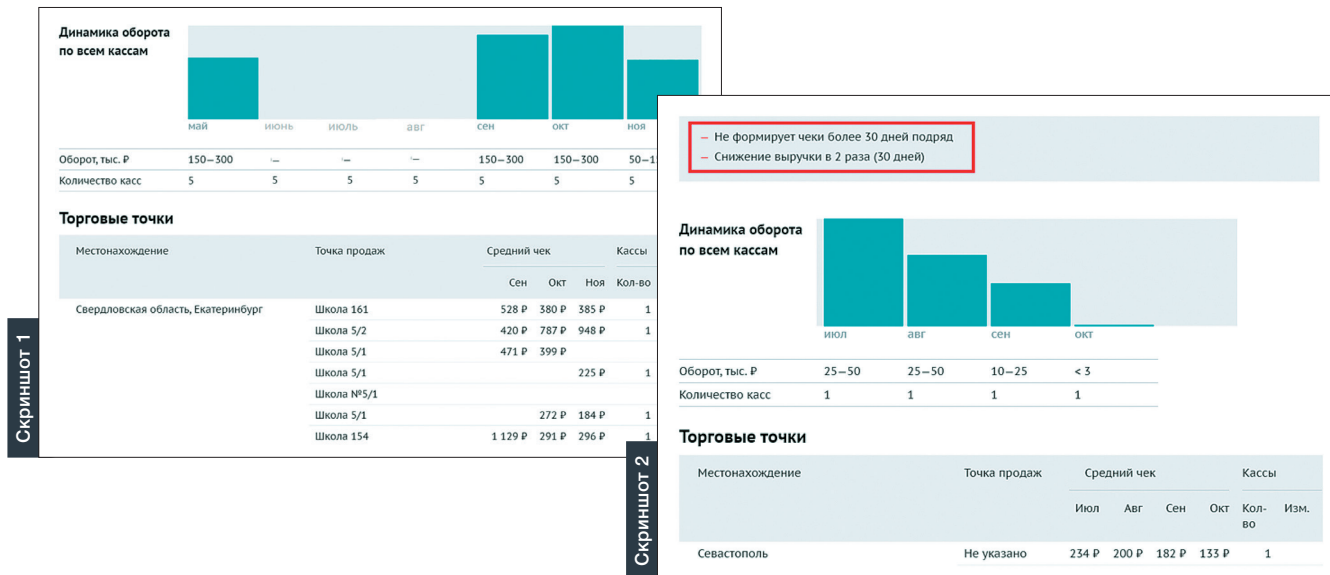 Динамика оборота
по всем кассам
май июнь июль авг сен окт ноя
Оборот, тыс. ₽ 150—300 — — — 150—300 150—300
Количество касс 5 5 5 5 5 5 5
Торговые точки
Местонахождение Точка продаж Средний чек Кассы
Сен Окт Ноя Кол-во
Свердловская область, Екатеринбург Школа 161 528 ₽ 380 ₽ 385 ₽ 1
Школа 5/2 420 ₽ 787 ₽ 948 ₽ 1
Школа 5/1 471 ₽ 399 ₽
Школа 5/1 225 ₽ 1
Школа №5/1
Школа 5/1 272 ₽ 184 ₽ 1
Школа 154 1 129 ₽ 291 ₽ 296 ₽ 1
Скриншот 1
— Не формирует чеки более 30 дней подряд
— Снижение выручки в 2 раза (30 дней)
Динамика оборота
по всем кассам
июл авг сен окт
Оборот, тыс. ₽ 25—50 25—50 10—25 < 3
Количество касс 1 1 1 1
Торговые точки
Местонахождение Точка продаж Средний чек Кассы
Июл Авг Сен Окт Кол- Изм.
во
Севастополь Не указано 234 ₽ 200 ₽ 182 ₽ 133 ₽ 1
Скриншот 2